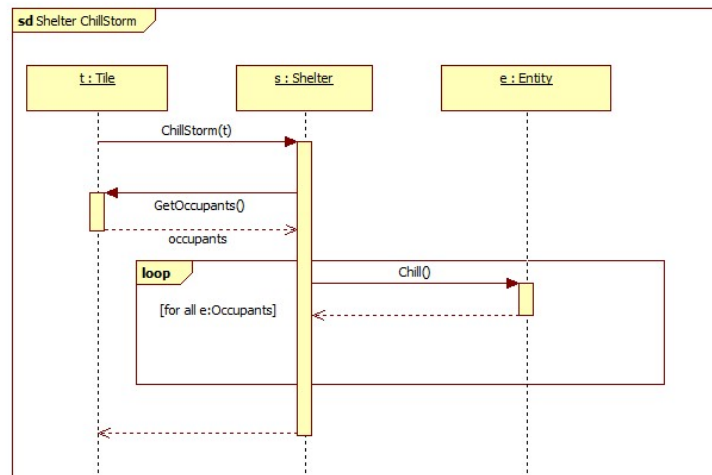 sd Shelter ChillStorm
t : Tile
s : Shelter
e : Entity
ChillStorm(t)
GetOccupants()
occupants
loop
Chill()
[for all e:Occupants]